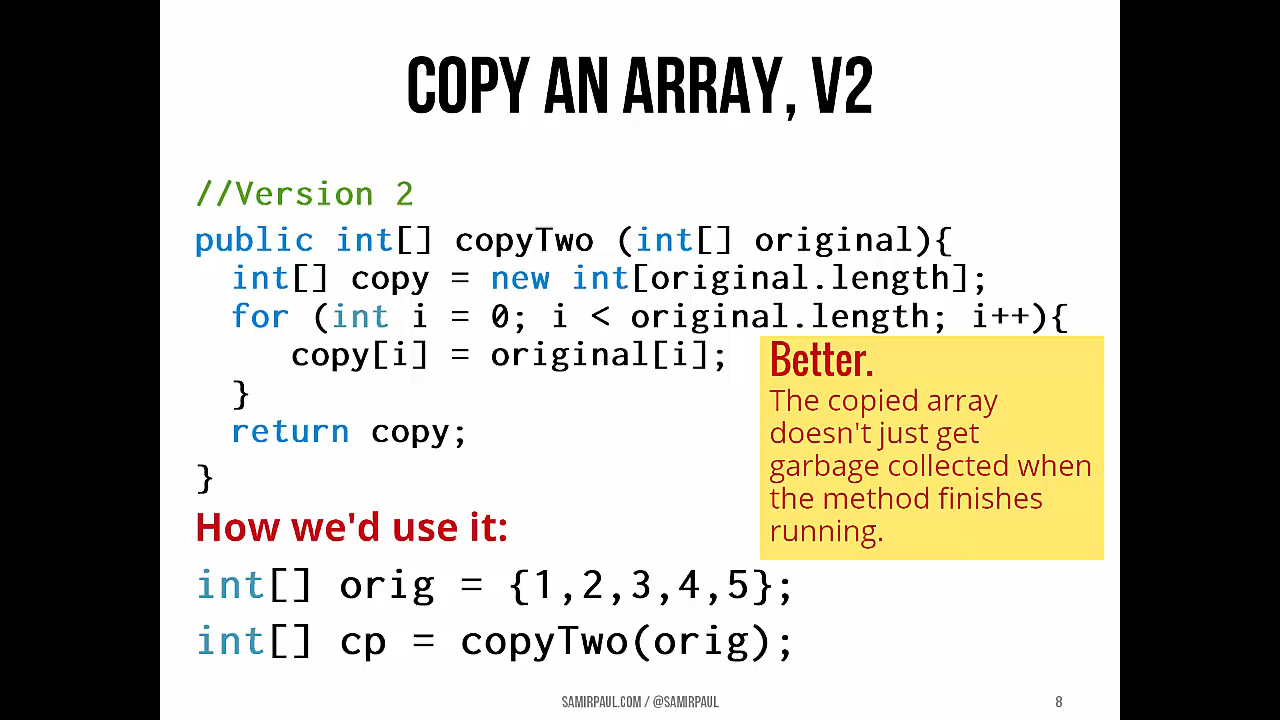 COPY AN ARRAY, V2
//Version 2
public int[] copyTwo (int[] original){
int[] copy = new int[original.length];
for (int i = 0; i < original.length; i++){
copy[i] = original[i];
}
return copy;
}
Better.
The copied array
doesn't just get
garbage collected when
the method finishes
running.
How we'd use it:
int[] orig = {1,2,3,4,5};
int[] cp = copyTwo(orig);
SAMIRPAUL.COM / @SAMIRPAUL
8